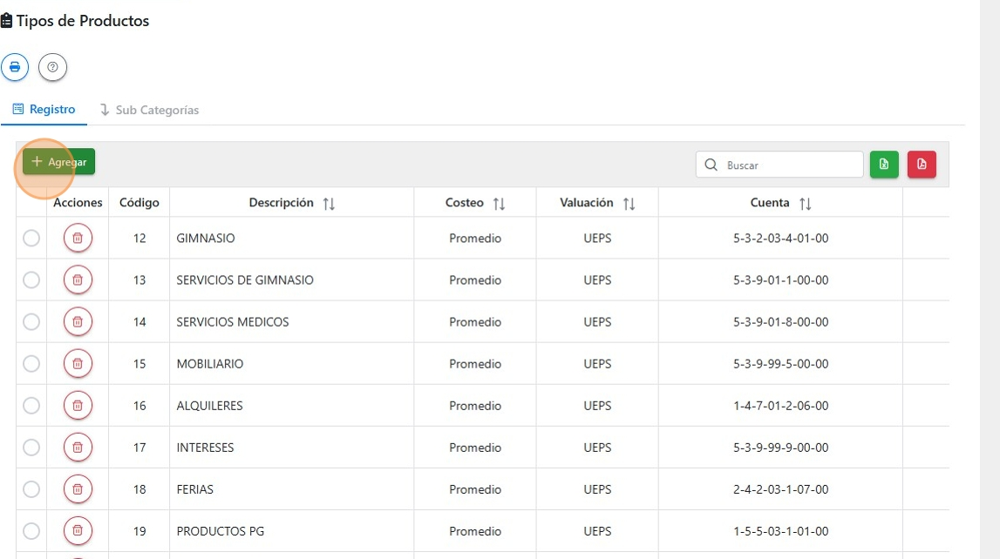 Tipos de Productos
Registro Sub Categorías
Agregar Buscar
Acciones Código Descripción Costeo Valuación Cuenta
12 GIMNASIO Promedio UEPS 5-3-2-03-4-01-00
13 SERVICIOS DE GIMNASIO Promedio UEPS 5-3-9-01-1-00-00
14 SERVICIOS MEDICOS Promedio UEPS 5-3-9-01-8-00-00
15 MOBILIARIO Promedio UEPS 5-3-9-99-5-00-00
16 ALQUILERES Promedio UEPS 1-4-7-01-2-06-00
17 INTERESES Promedio UEPS 5-3-9-99-9-00-00
18 FERIAS Promedio UEPS 2-4-2-03-1-07-00
19 PRODUCTOS PG Promedio UEPS 1-5-5-03-1-01-00